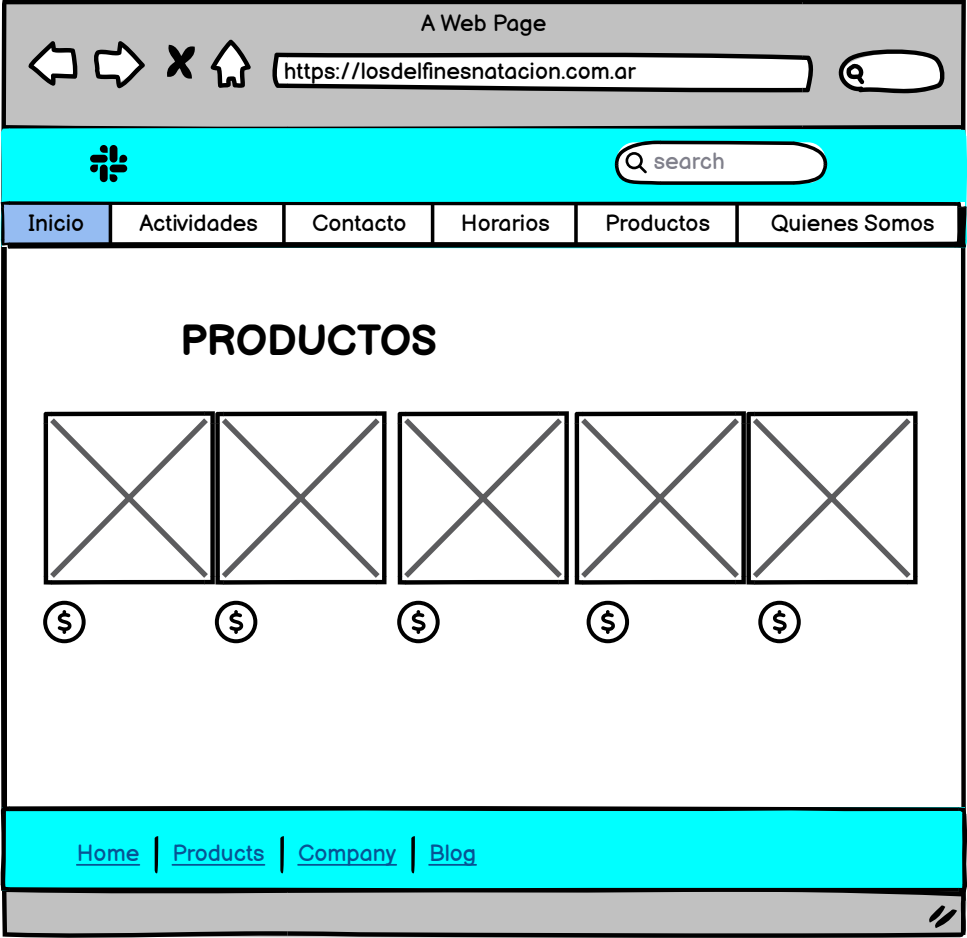 A Web Page
https://losdelfinesnatacion.com.ar
search
Inicio Actividades Contacto Horarios Productos Quienes Somos
PRODUCTOS
$ $ $ $ $
Home | Products | Company | Blog